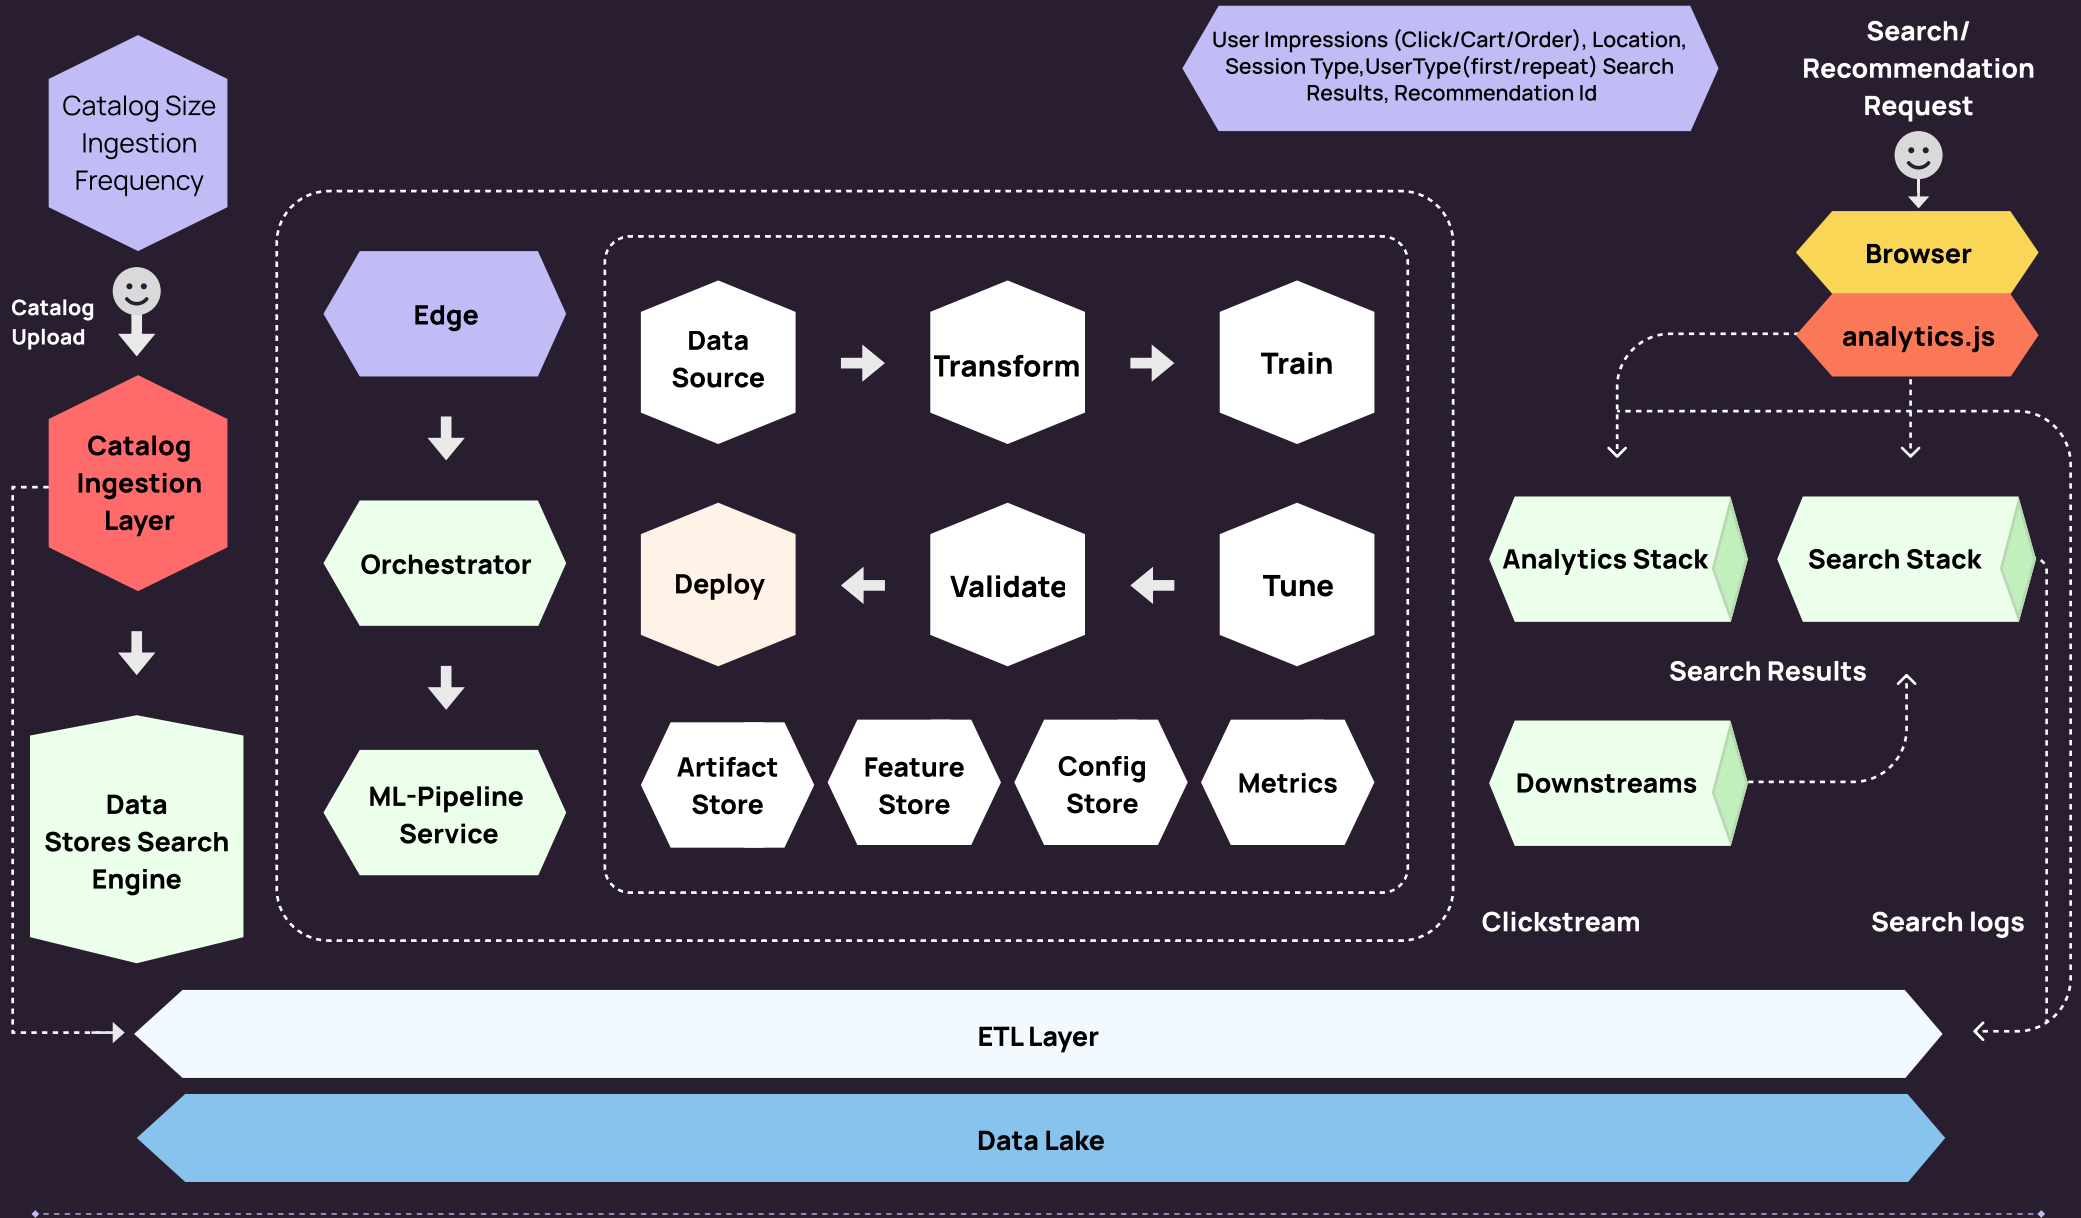 User Impressions (Click/Cart/Order), Location,
Session Type,UserType(first/repeat) Search
Results, Recommendation Id
Search/
Recommendation
Request
Catalog Size
Ingestion
Frequency
Catalog
Upload
Catalog
Ingestion
Layer
Data
Stores Search
Engine
Edge
Orchestrator
ML-Pipeline
Service
Data
Source
Transform
Train
Deploy
Validate
Tune
Artifact
Store
Feature
Store
Config
Store
Metrics
Browser
analytics.js
Analytics Stack
Search Stack
Search Results
Downstreams
Clickstream
Search logs
ETL Layer
Data Lake